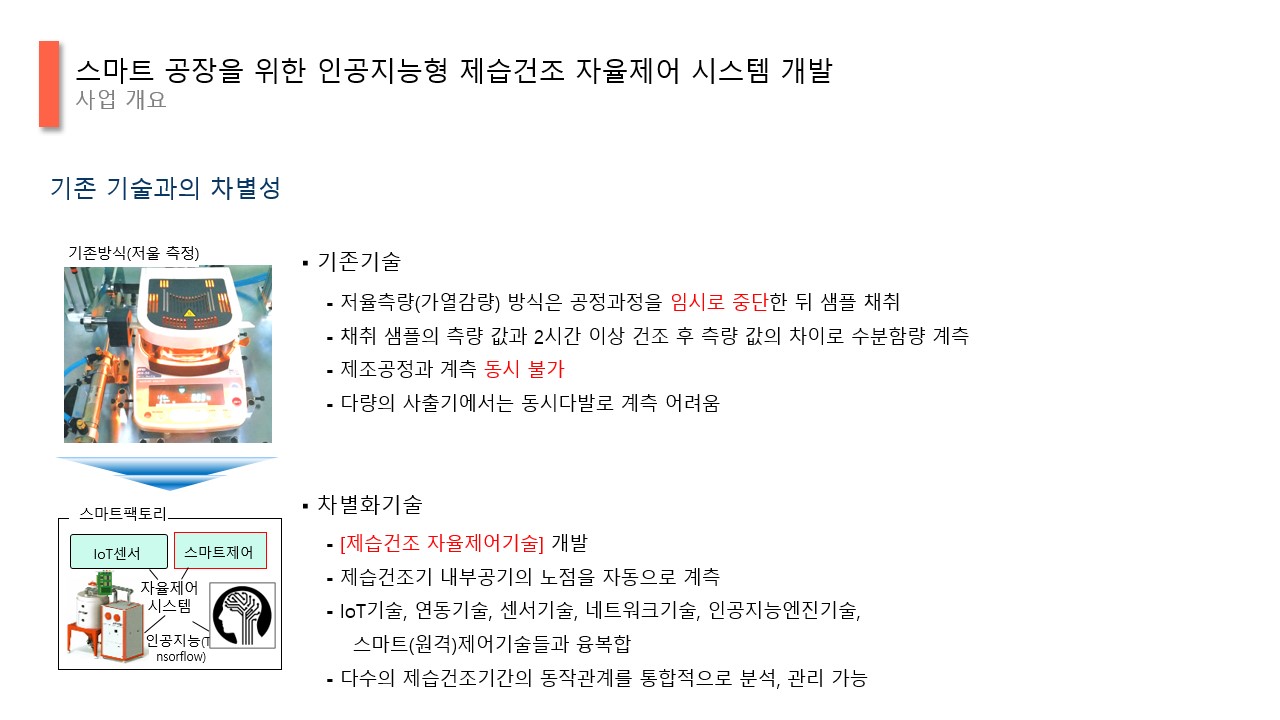 스마트 공장을 위한 인공지능형 제습건조 자율제어 시스템 개발
사업 개요
기존 기술과의 차별성
기존방식(저울 측정)
▪ 기존기술
- 저율측량(가열감량) 방식은 공정과정을 임시로 중단한 뒤 샘플 채취
- 채취 샘플의 측량 값과 2시간 이상 건조 후 측량 값의 차이로 수분함량 계측
- 제조공정과 계측 동시 불가
- 다량의 사출기에서는 동시다발로 계측 어려움
스마트팩토리
IoT센서
스마트제어
자율제어
시스템
인공지능(T
nsorflow)
▪ 차별화기술
- [제습건조 자율제어기술] 개발
- 제습건조기 내부공기의 노점을 자동으로 계측
- IoT기술, 연동기술, 센서기술, 네트워크기술, 인공지능엔진기술,
스마트(원격)제어기술들과 융복합
- 다수의 제습건조기간의 동작관계를 통합적으로 분석, 관리 가능